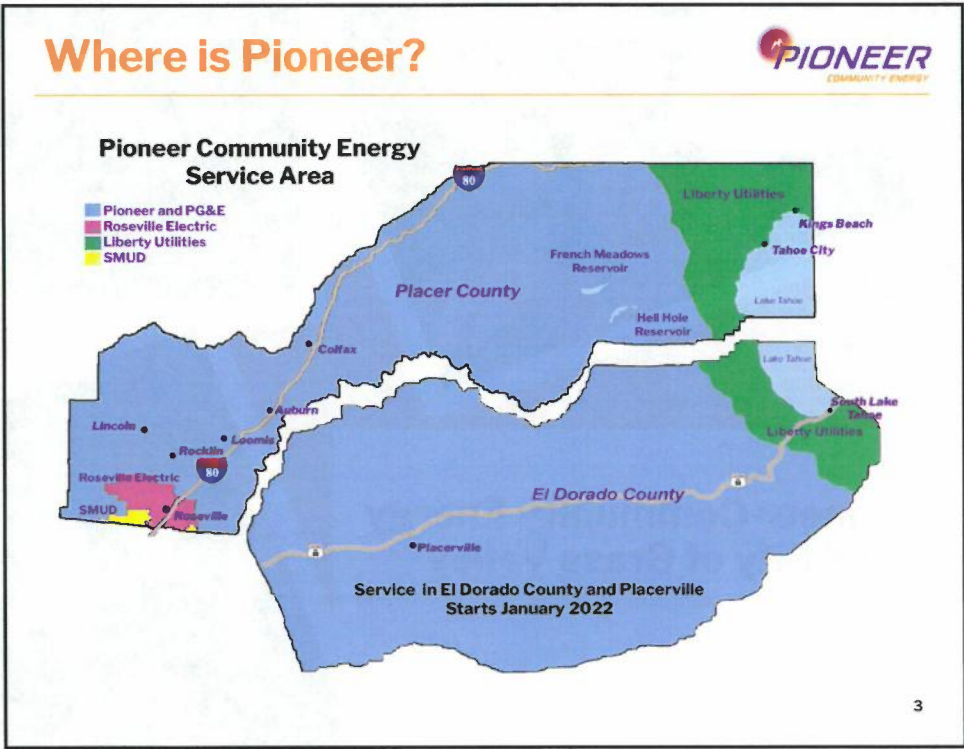 Where is Pioneer?
PIONEER
COMMUNITY ENERGY
Pioneer Community Energy
Service Area
Pioneer and PG&E
Roseville Electric
Liberty Utilities
SMUD
80
Liberty Utilities
Kings Beach
Tahoe City
French Meadows
Reservoir
Placer County
Lake Tahoe
Hell Hole
Reservoir
Colfax
Lake Tahoe
Auburn
South Lake
Tahoe
Lincoln
Loomis
Liberty Utilities
Rocklin
80
Roseville Electric
El Dorado County
SMUD
Roseville
Placerville
Service in El Dorado County and Placerville
Starts January 2022
3